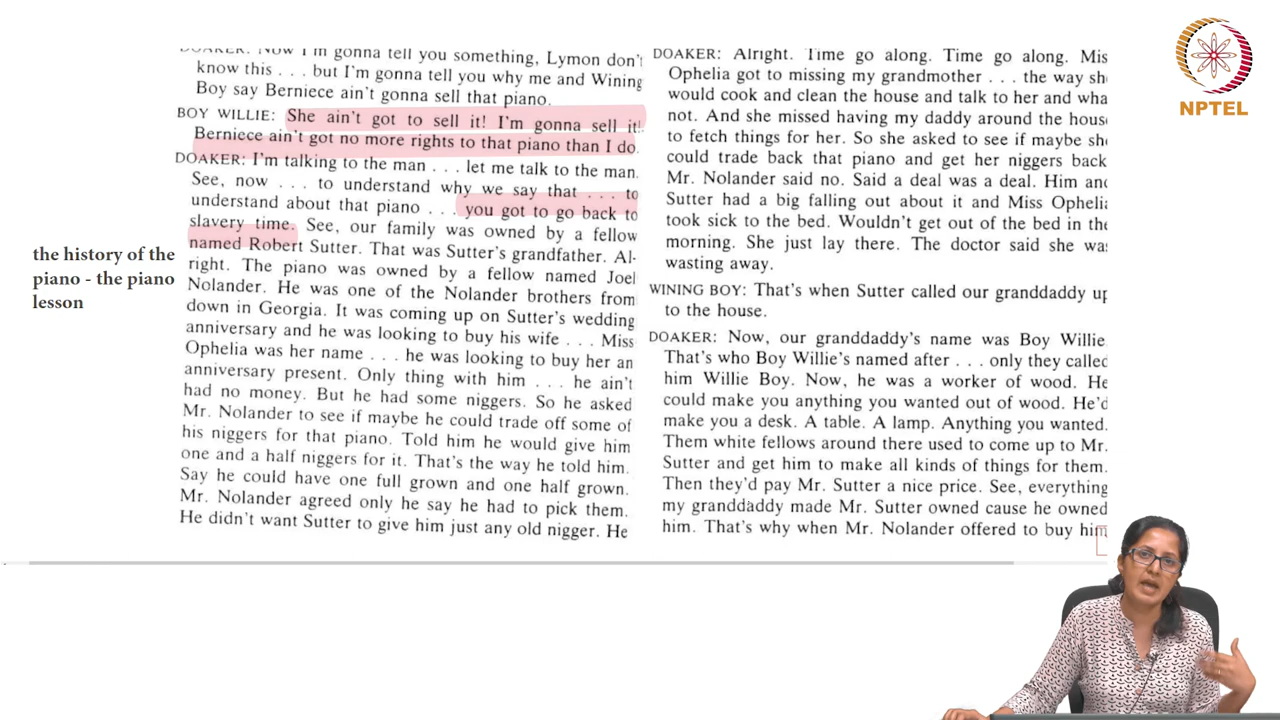 DOAKER: Now I'm gonna tell you something, Lymon don't
know this . . . but I'm gonna tell you why me and Wining
Boy say Berniece ain't gonna sell that piano.
BOY WILLIE: She ain't got to sell it! I'm gonna sell it!
Berniece ain't got no more rights to that piano than I do.
DOAKER: I'm talking to the man . . . let me talk to the man.
See, now . . . to understand why we say that . . . to
understand about that piano . . . you got to go back to
slavery time. See, our family was owned by a fellow
named Robert Sutter. That was Sutter's grandfather. Al-
right. The piano was owned by a fellow named Joel
Nolander. He was one of the Nolander brothers from
down in Georgia. It was coming up on Sutter's wedding
anniversary and he was looking to buy his wife . . . Miss
Ophelia was her name . . . he was looking to buy her an
anniversary present. Only thing with him . . . he ain't
had no money. But he had some niggers. So he asked
Mr. Nolander to see if maybe he could trade off some of
his niggers for that piano. Told him he would give him
one and a half niggers for it. That's the way he told him.
Say he could have one full grown and one half grown.
Mr. Nolander agreed only he say he had to pick them.
He didn't want Sutter to give him just any old nigger. He
the history of the
piano - the piano
lesson
DOAKER: Alright. Time go along. Time go along. Mis
Ophelia got to missing my grandmother . . . the way sh
would cook and clean the house and talk to her and wha
not. And she missed having my daddy around the hous
to fetch things for her. So she asked to see if maybe sh
could trade back that piano and get her niggers back
Mr. Nolander said no. Said a deal was a deal. Him and
Sutter had a big falling out about it and Miss Ophelia
took sick to the bed. Wouldn't get out of the bed in the
morning. She just lay there. The doctor said she wa
wasting away.
WINING BOY: That's when Sutter called our granddaddy up
to the house.
DOAKER: Now, our granddaddy's name was Boy Willie
That's who Boy Willie's named after . . . only they called
him Willie Boy. Now, he was a worker of wood. He
could make you anything you wanted out of wood. He'd
make you a desk. A table. A lamp. Anything you wanted.
Them white fellows around there used to come up to Mr.
Sutter and get him to make all kinds of things for them.
Then they'd pay Mr. Sutter a nice price. See, everything
my granddaddy made Mr. Sutter owned cause he owned
him. That's why when Mr. Nolander offered to buy him
NPTEL